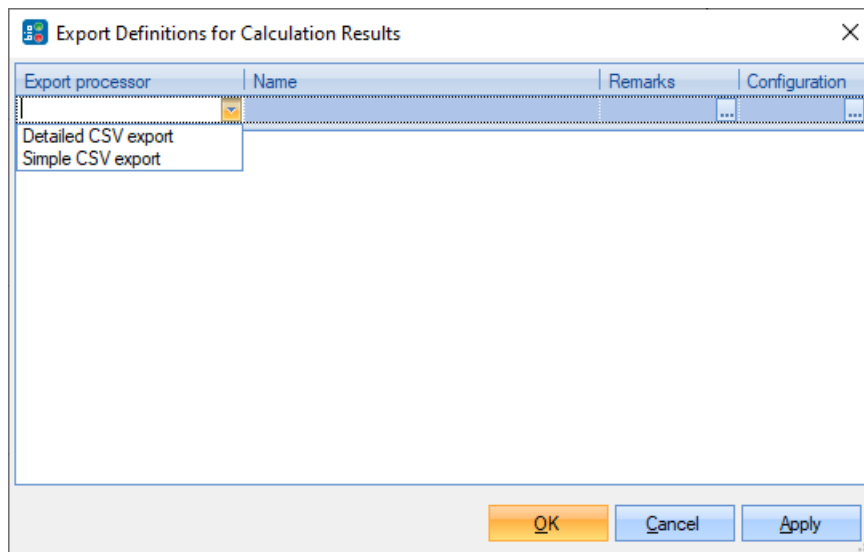 Export Definitions for Calculation Results
Export processor Name Remarks Configuration
... ...
Detailed CSV export
Simple CSV export
OK Cancel Apply